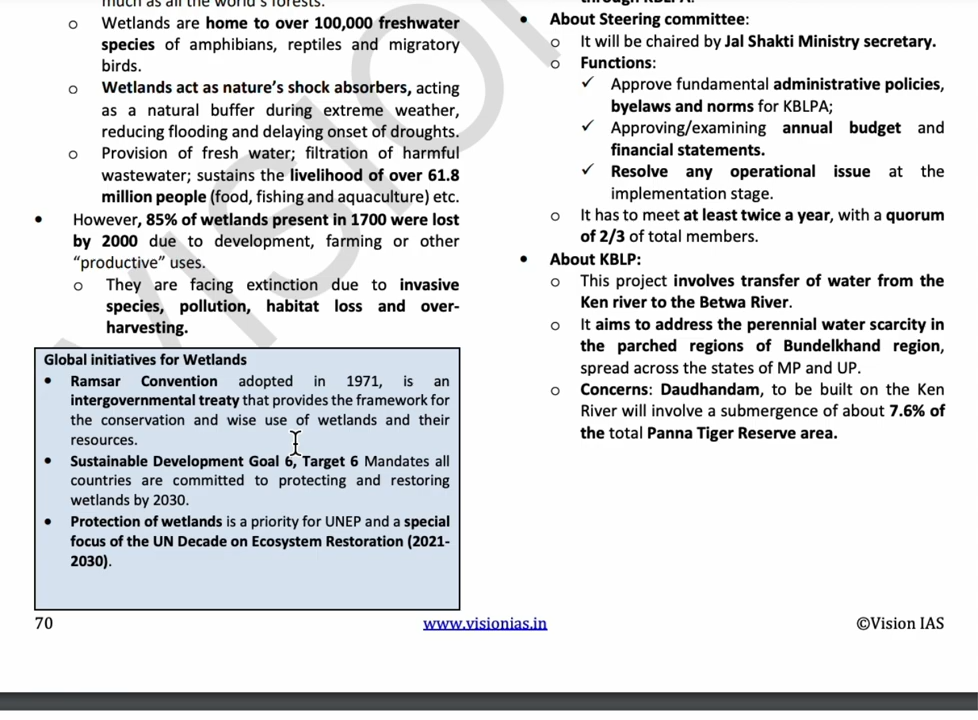 much as all the world's forests.
o Wetlands are home to over 100,000 freshwater
species of amphibians, reptiles and migratory
birds.
o Wetlands act as nature's shock absorbers, acting
as a natural buffer during extreme weather,
reducing flooding and delaying onset of droughts.
o Provision of fresh water; filtration of harmful
wastewater; sustains the livelihood of over 61.8
million people (food, fishing and aquaculture) etc.
• However, 85% of wetlands present in 1700 were lost
by 2000 due to development, farming or other
“productive” uses.
o They are facing extinction due to invasive
species, pollution, habitat loss and over-
harvesting.
Global initiatives for Wetlands
• Ramsar Convention adopted in 1971, is an
intergovernmental treaty that provides the framework for
the conservation and wise use of wetlands and their
resources.
• Sustainable Development Goal 6, Target 6 Mandates all
countries are committed to protecting and restoring
wetlands by 2030.
• Protection of wetlands is a priority for UNEP and a special
focus of the UN Decade on Ecosystem Restoration (2021-
2030).
through KBLPA.
• About Steering committee:
o It will be chaired by Jal Shakti Ministry secretary.
o Functions:
✓ Approve fundamental administrative policies,
byelaws and norms for KBLPA;
✓ Approving/examining annual budget and
financial statements.
✓ Resolve any operational issue at the
implementation stage.
o It has to meet at least twice a year, with a quorum
of 2/3 of total members.
• About KBLP:
o This project involves transfer of water from the
Ken river to the Betwa River.
o It aims to address the perennial water scarcity in
the parched regions of Bundelkhand region,
spread across the states of MP and UP.
o Concerns: Daudhandam, to be built on the Ken
River will involve a submergence of about 7.6% of
the total Panna Tiger Reserve area.
VISION
70
www.visionias.in
©Vision IAS